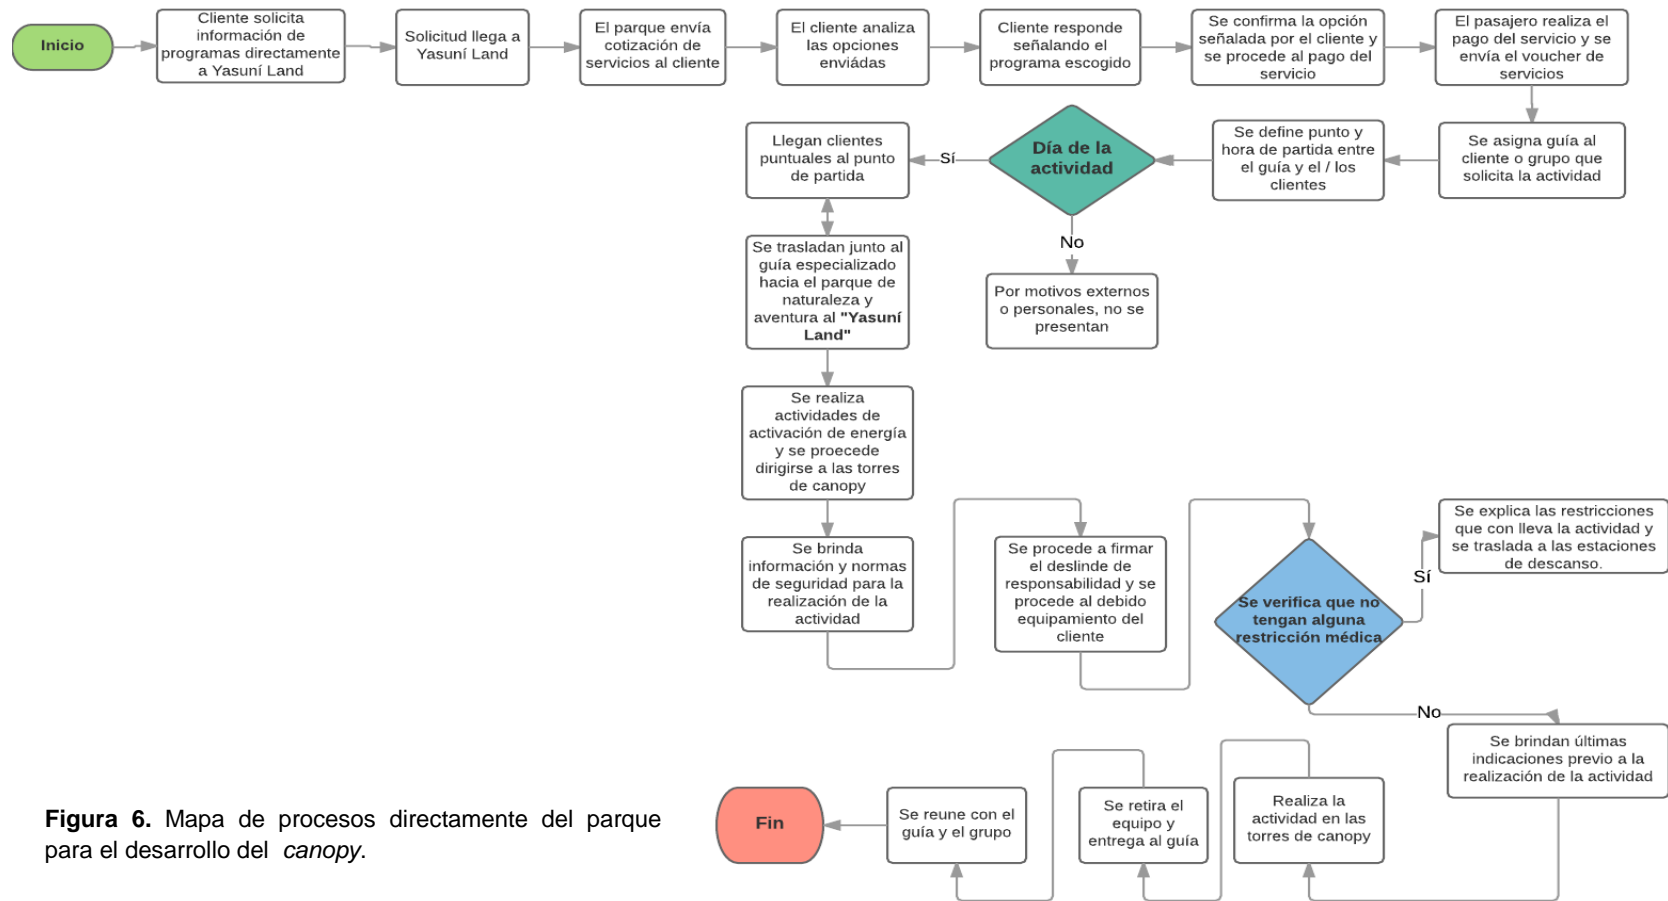 Inicio
Cliente solicita
información de
programas directamente
a Yasuní Land
Solicitud llega a
Yasuní Land
El parque envía
cotización de
servicios al cliente
El cliente analiza
las opciones
enviádas
Cliente responde
señalando el
programa escogido
Se confirma la opción
señalada por el cliente y
se procede al pago del
servicio
El pasajero realiza el
pago del servicio y se
envía el voucher de
servicios
Se asigna guía al
cliente o grupo que
solicita la actividad
Se define punto y
hora de partida entre
el guía y el / los
clientes
Día de la
actividad
Sí
No
Por motivos externos
o personales, no se
presentan
Llegan clientes
puntuales al punto
de partida
Se trasladan junto al
guía especializado
hacia el parque de
naturaleza y
aventura al "Yasuní
Land"
Se realiza
actividades de
activación de energía
y se proecede
dirigirse a las torres
de canopy
Se brinda
información y normas
de seguridad para la
realización de la
actividad
Se procede a firmar
el deslinde de
responsabilidad y se
procede al debido
equipamiento del
cliente
Se verifica que no
tengan alguna
restricción médica
Sí
Se explica las restricciones
que con lleva la actividad y
se traslada a las estaciones
de descanso.
No
Se brindan últimas
indicaciones previo a la
realización de la actividad
Realiza la
actividad en las
torres de canopy
Se retira el
equipo y
entrega al guía
Se reune con el
guía y el grupo
Fin
Figura 6. Mapa de procesos directamente del parque
para el desarrollo del canopy.